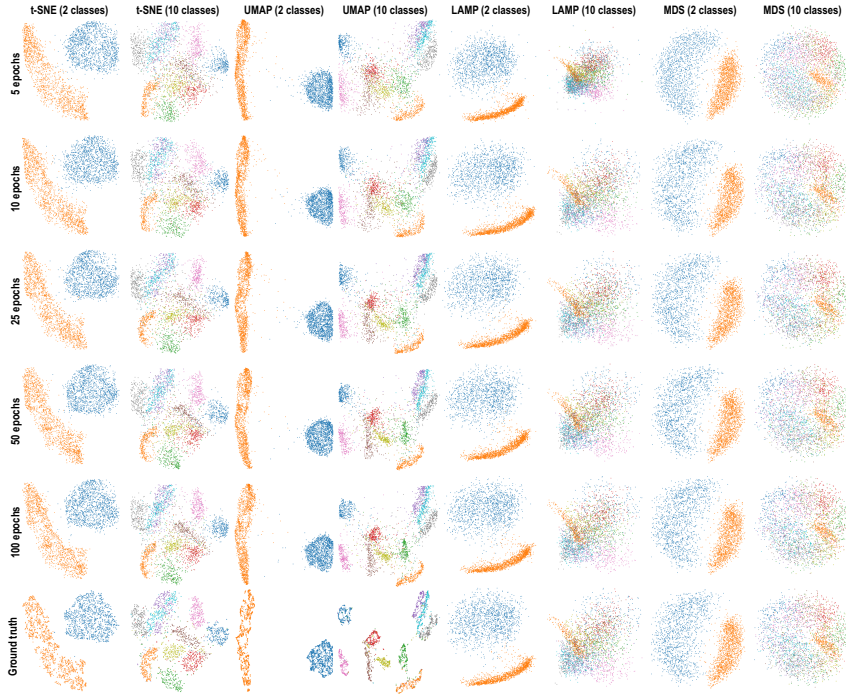 t-SNE (2 classes) t-SNE (10 classes) UMAP (2 classes) UMAP (10 classes) LAMP (2 classes) LAMP (10 classes) MDS (2 classes) MDS (10 classes)
5 epochs
10 epochs
25 epochs
50 epochs
100 epochs
Ground truth